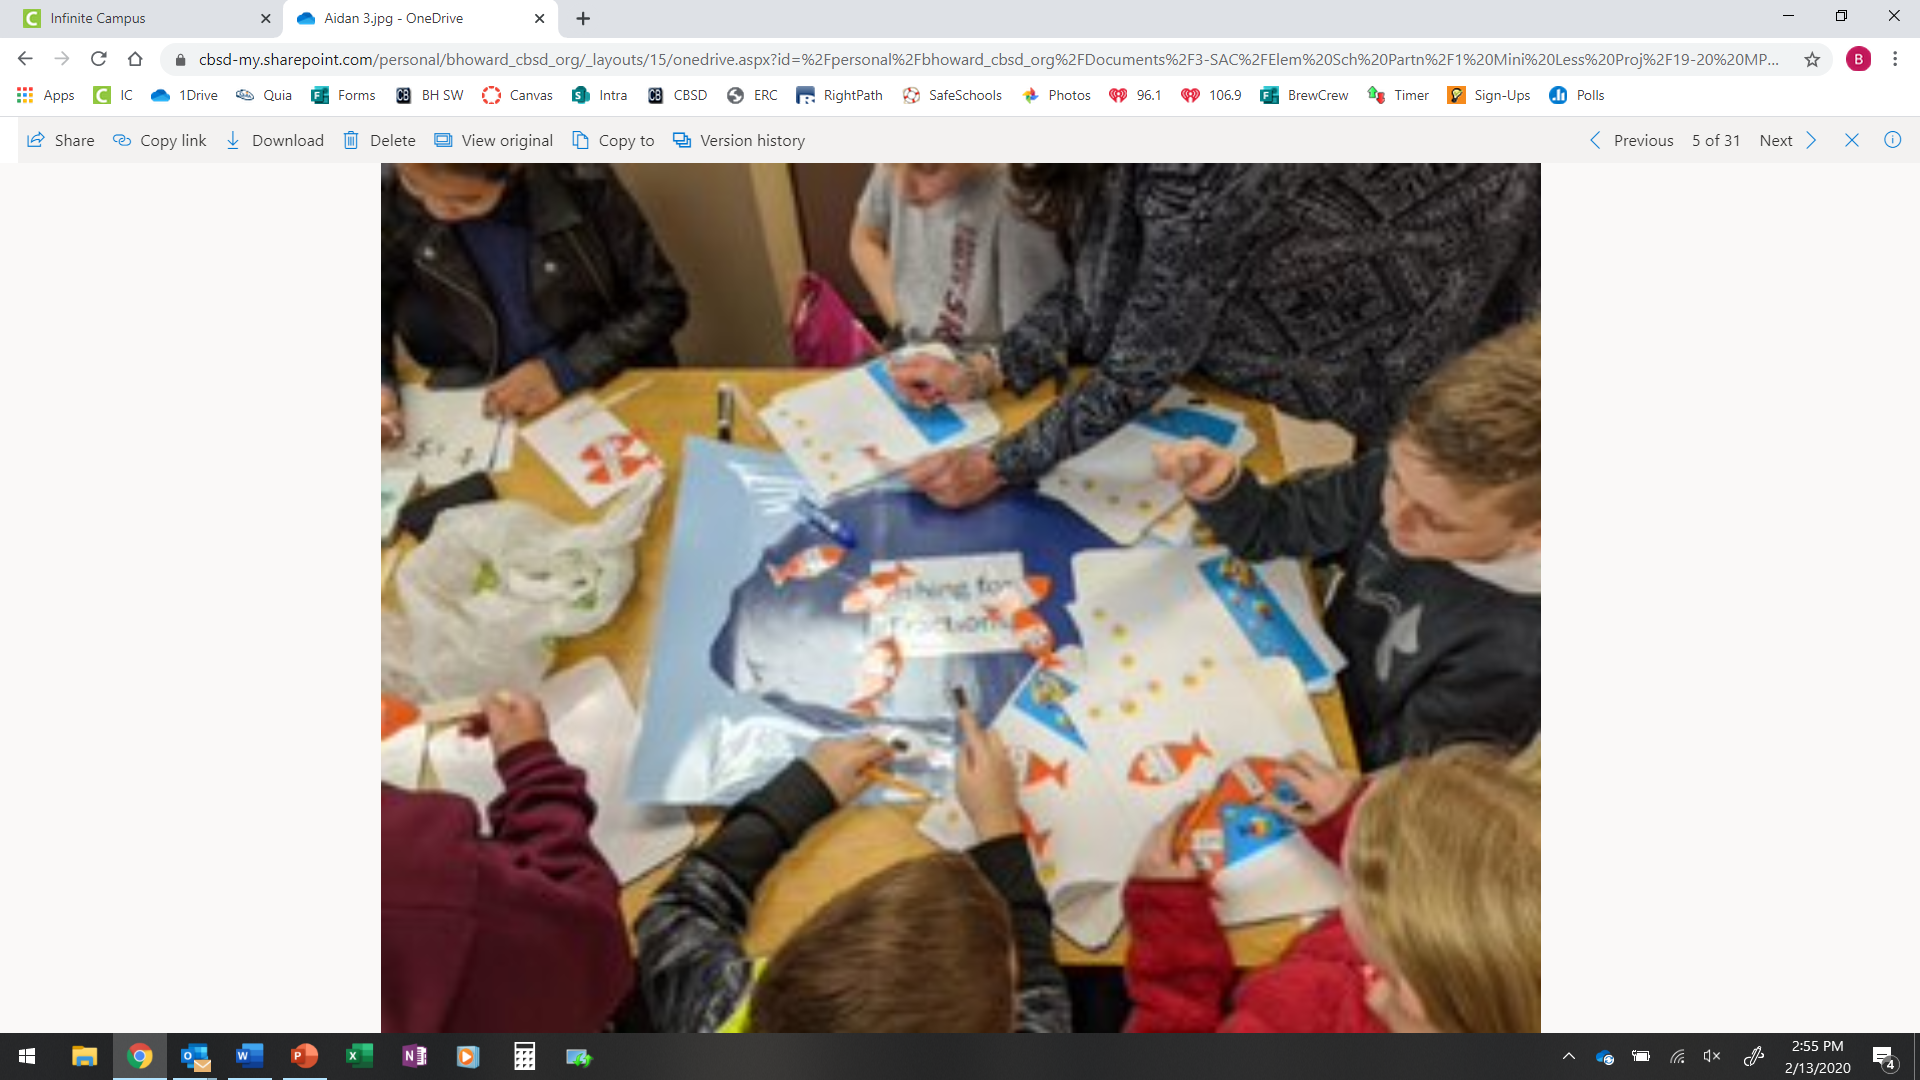 Infinite Campus
Aidan 3.jpg - OneDrive
cbsd-my.sharepoint.com/personal/bhoward_cbsd_org/_layouts/15/onedrive.aspx?id=%2Fpersonal%2Fbhoward_cbsd_org%2FDocuments%2F3-SAC%2FElem%20Sch%20Partn%2F1%20Mini%20Less%20Proj%2F19-20%20MP...
B
Apps IC 1Drive Quia Forms BH SW Canvas Intra CBSD ERC RightPath SafeSchools Photos 96.1 106.9 BrewCrew Timer Sign-Ups Polls
Share Copy link Download Delete View original Copy to Version history Previous 5 of 31 Next
shing for
Fraction
2:55 PM
2/13/2020
4